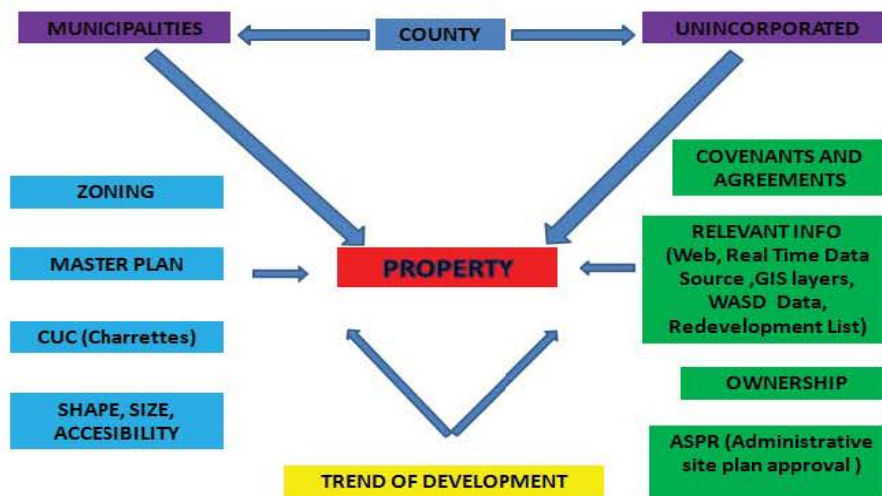 MUNICIPALITIES
COUNTY
UNINCORPORATED
ZONING
MASTER PLAN
CUC (Charrettes)
SHAPE, SIZE,
ACCESIBILITY
PROPERTY
TREND OF DEVELOPMENT
COVENANTS AND
AGREEMENTS
RELEVANT INFO
(Web, Real Time Data
Source ,GIS layers,
WASD Data,
Redevelopment List)
OWNERSHIP
ASPR (Administrative
site plan approval )